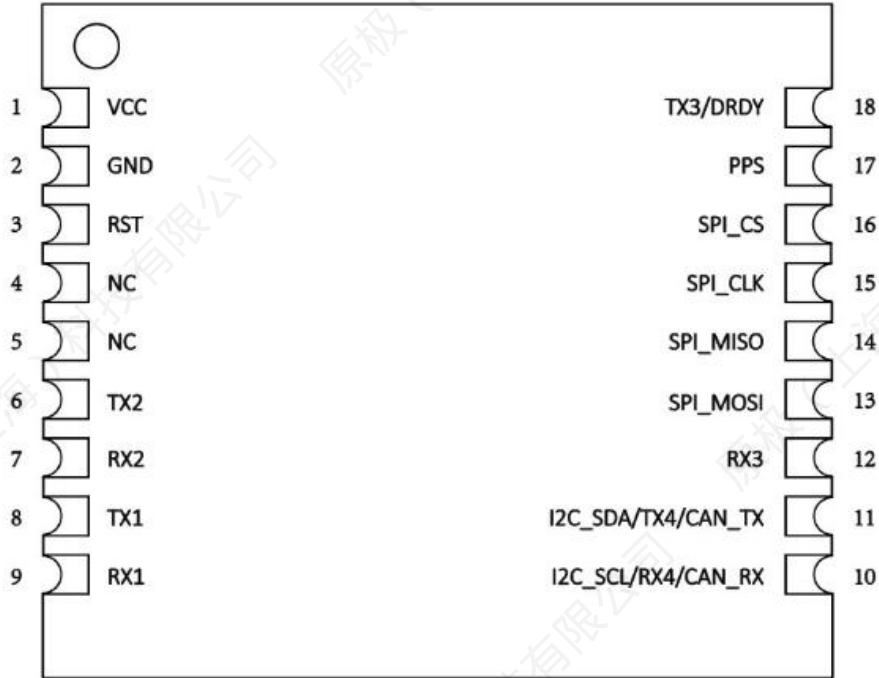 1 VCC TX3/DRDY 18
2 GND PPS 17
3 RST SPI_CS 16
4 NC SPI_CLK 15
5 NC SPI_MISO 14
6 TX2 SPI_MOSI 13
7 RX2 RX3 12
8 TX1 I2C_SDA/TX4/CAN_TX 11
9 RX1 I2C_SCL/RX4/CAN_RX 10